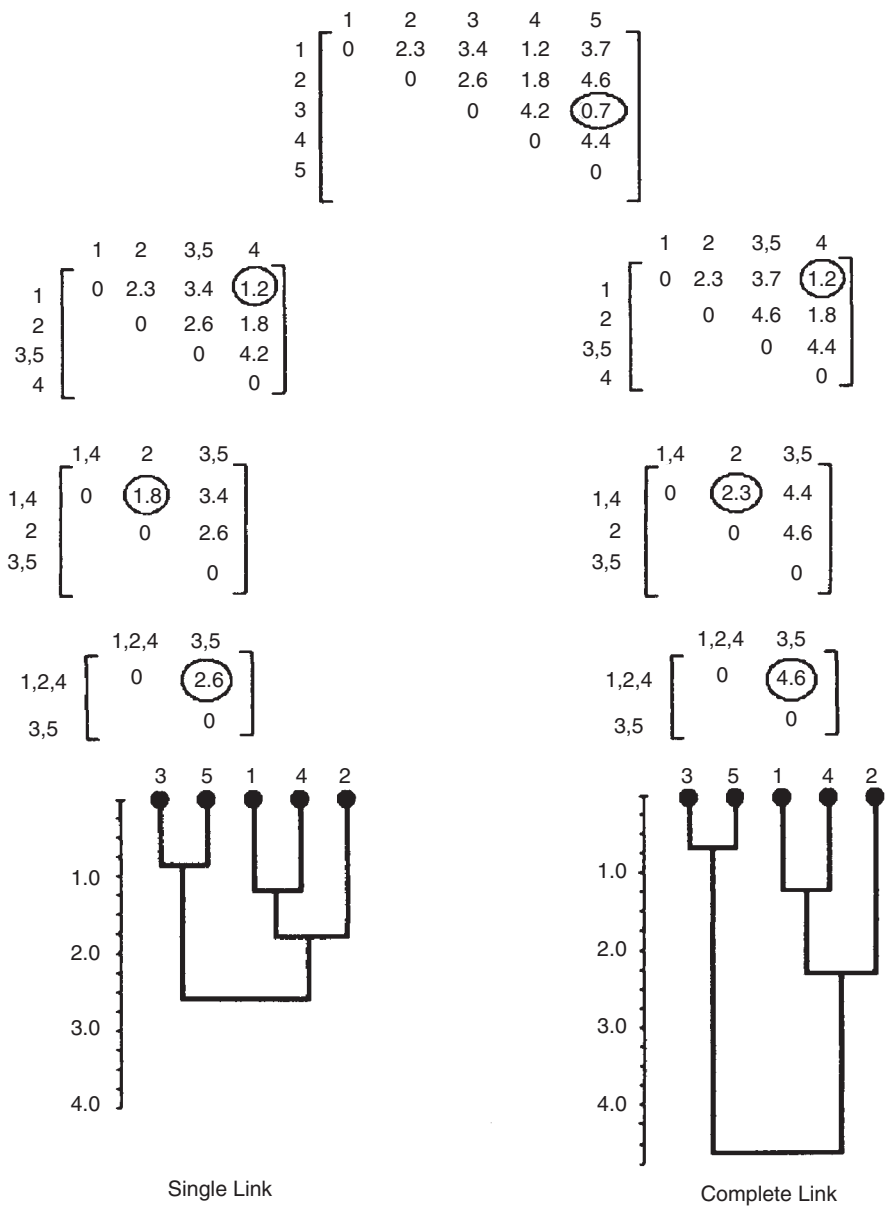 1 2 3 4 5
1 0 2.3 3.4 1.2 3.7
2 0 2.6 1.8 4.6
3 0 4.2 0.7
4 0 4.4
5 0
1 2 3,5 4
1 0 2.3 3.4 1.2
2 0 2.6 1.8
3,5 0 4.2
4 0
1 2 3,5 4
1 0 2.3 3.7 1.2
2 0 4.6 1.8
3,5 0 4.4
4 0
1,4 2 3,5
1,4 0 1.8 3.4
2 0 2.6
3,5 0
1,4 2 3,5
1,4 0 2.3 4.4
2 0 4.6
3,5 0
1,2,4 3,5
1,2,4 0 2.6
3,5 0
1,2,4 3,5
1,2,4 0 4.6
3,5 0
3 5 1 4 2
1.0
2.0
3.0
4.0
Single Link
3 5 1 4 2
1.0
2.0
3.0
4.0
Complete Link